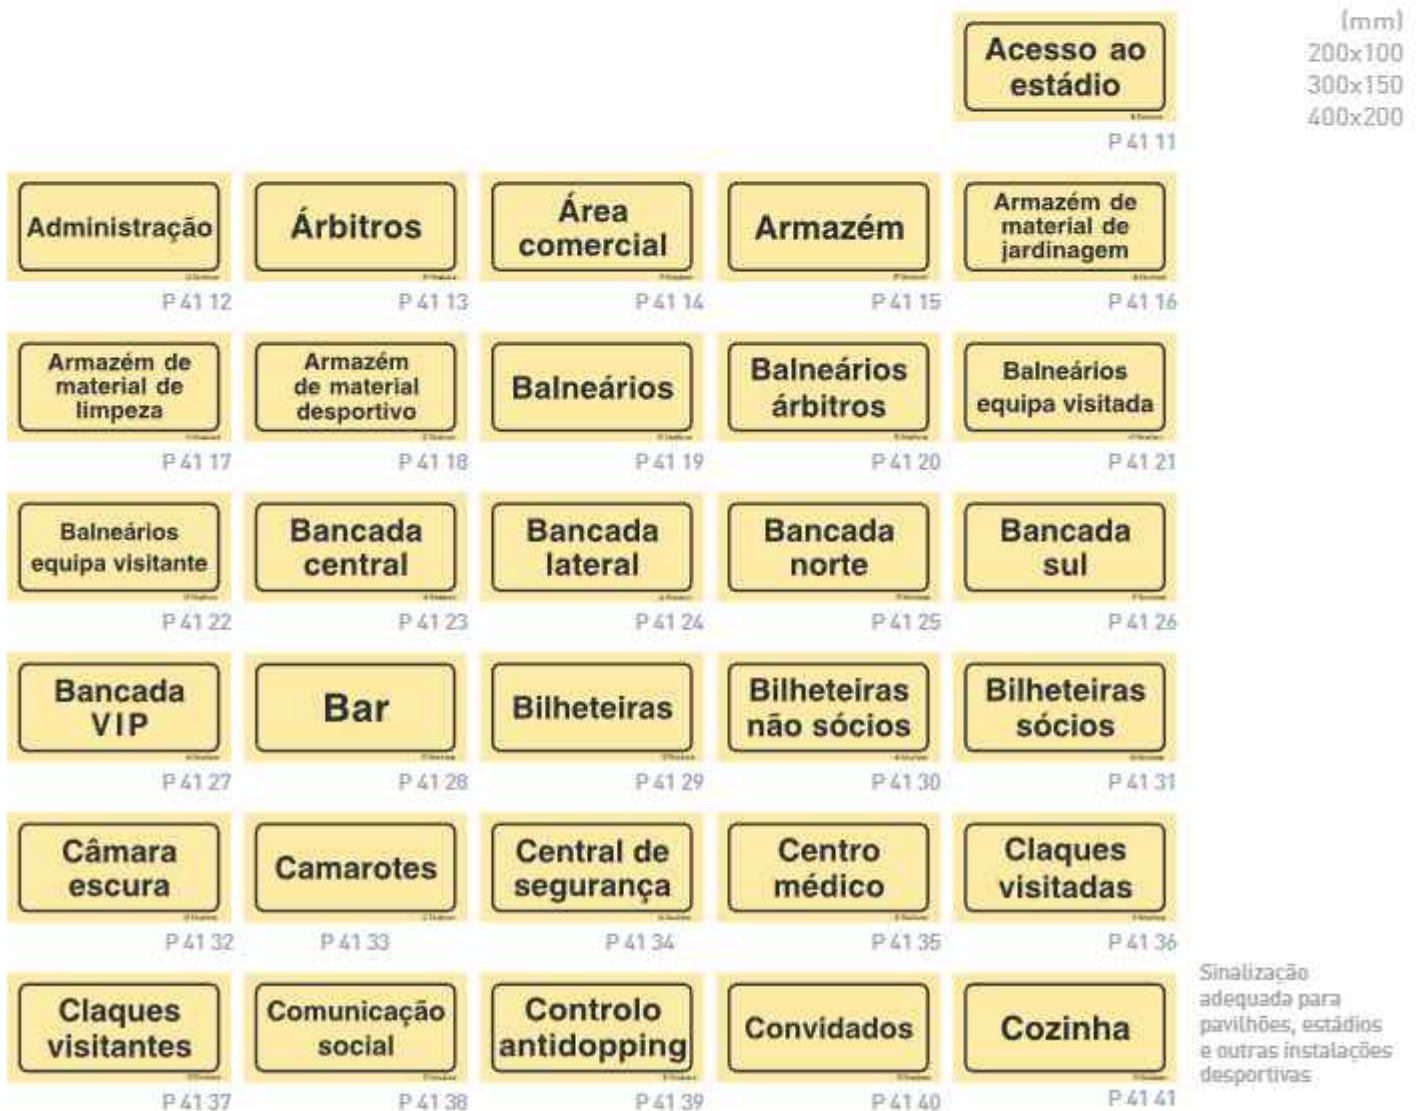 (mm)
200x100
300x150
400x200
Acesso ao
estádio
P 41 11
Administração
P 41 12
Árbitros
P 41 13
Área
comercial
P 41 14
Armazém
P 41 15
Armazém de
material de
jardinagem
P 41 16
Armazém de
material de
limpeza
P 41 17
Armazém
de material
desportivo
P 41 18
Balneários
P 41 19
Balneários
árbitros
P 41 20
Balneários
equipa visitada
P 41 21
Balneários
equipa visitante
P 41 22
Bancada
central
P 41 23
Bancada
lateral
P 41 24
Bancada
norte
P 41 25
Bancada
sul
P 41 26
Bancada
VIP
P 41 27
Bar
P 41 28
Bilheteiras
P 41 29
Bilheteiras
não sócios
P 41 30
Bilheteiras
sócios
P 41 31
Câmara
escura
P 41 32
Camarotes
P 41 33
Central de
segurança
P 41 34
Centro
médico
P 41 35
Claques
visitadas
P 41 36
Claques
visitantes
P 41 37
Comunicação
social
P 41 38
Controlo
antidopping
P 41 39
Convidados
P 41 40
Cozinha
P 41 41
Sinalização
adequada para
pavilhões, estádios
e outras instalações
desportivas